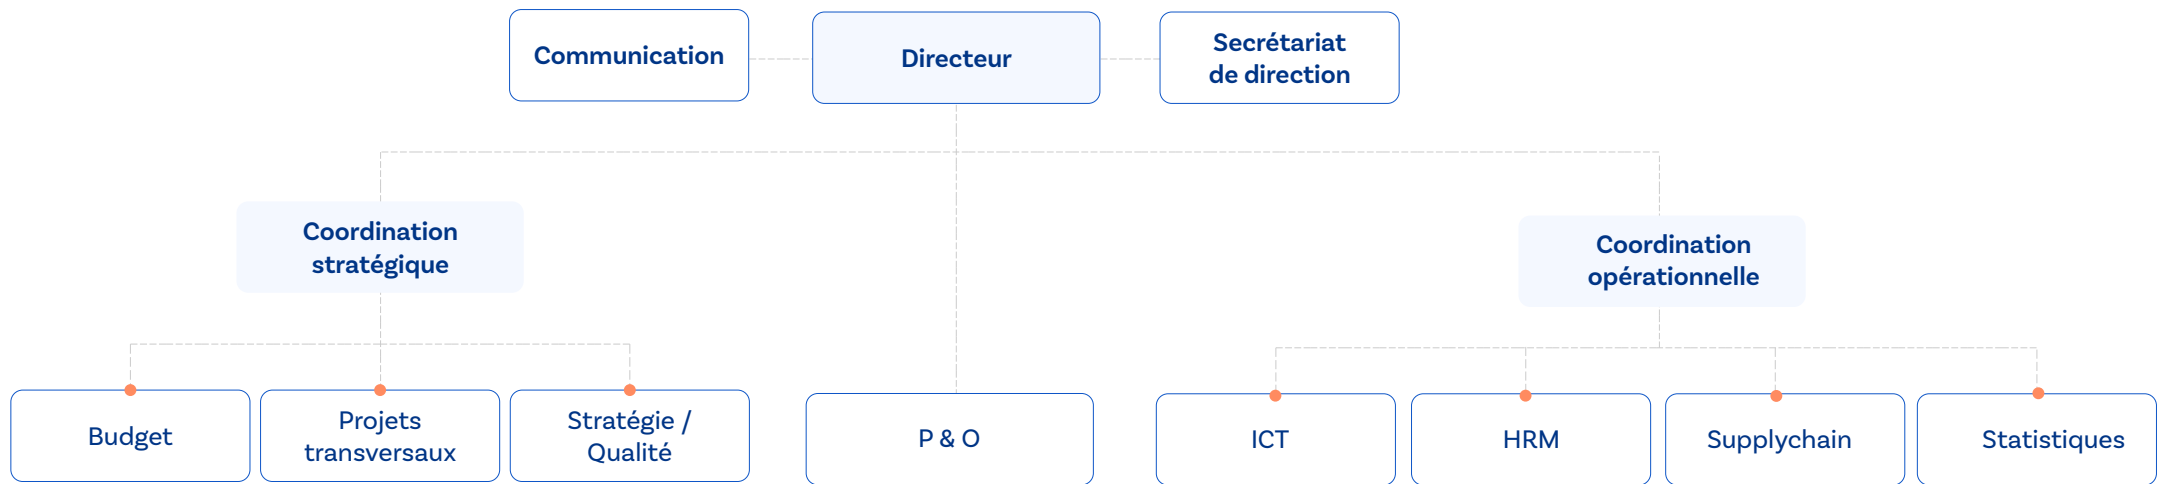 Communication
Directeur
Secrétariat
de direction
Coordination
stratégique
Coordination
opérationnelle
Budget
Projets
transversaux
Stratégie /
Qualité
P & O
ICT
HRM
Supplychain
Statistiques